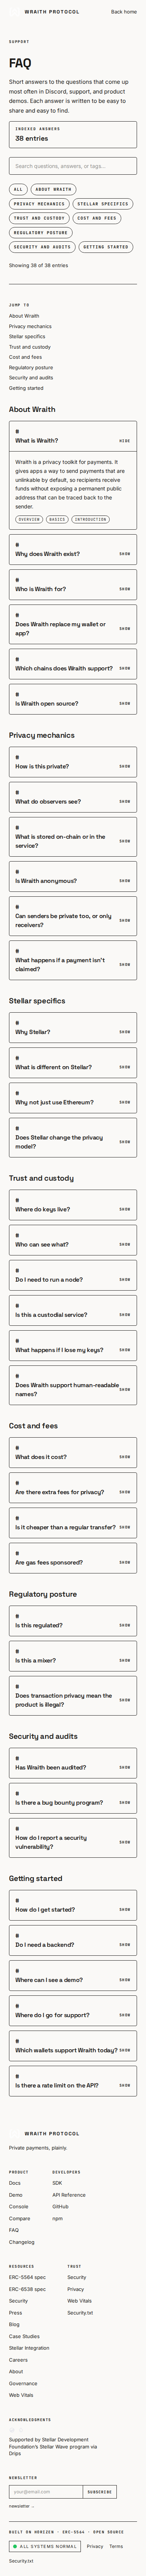 WRAITH PROTOCOL
Back home
SUPPORT
FAQ
Short answers to the questions that come up
most often in Discord, support, and product
demos. Each answer is written to be easy to
share and easy to find.
INDEXED ANSWERS
38 entries
Search questions, answers, or tags...
ALL
ABOUT WRAITH
PRIVACY MECHANICS
STELLAR SPECIFICS
TRUST AND CUSTODY
COST AND FEES
REGULATORY POSTURE
SECURITY AND AUDITS
GETTING STARTED
Showing 38 of 38 entries
JUMP TO
About Wraith
Privacy mechanics
Stellar specifics
Trust and custody
Cost and fees
Regulatory posture
Security and audits
Getting started
About Wraith
#
What is Wraith?
HIDE
Wraith is a privacy toolkit for payments. It
gives apps a way to send payments that are
unlinkable by default, so recipients receive
funds without exposing a permanent public
address that can be traced back to the
sender.
OVERVIEW
BASICS
INTRODUCTION
#
Why does Wraith exist?
SHOW
#
Who is Wraith for?
SHOW
#
Does Wraith replace my wallet or
app?
SHOW
#
Which chains does Wraith support?
SHOW
#
Is Wraith open source?
SHOW
Privacy mechanics
#
How is this private?
SHOW
#
What do observers see?
SHOW
#
What is stored on-chain or in the
service?
SHOW
#
Is Wraith anonymous?
SHOW
#
Can senders be private too, or only
receivers?
SHOW
#
What happens if a payment isn't
claimed?
SHOW
Stellar specifics
#
Why Stellar?
SHOW
#
What is different on Stellar?
SHOW
#
Why not just use Ethereum?
SHOW
#
Does Stellar change the privacy
model?
SHOW
Trust and custody
#
Where do keys live?
SHOW
#
Who can see what?
SHOW
#
Do I need to run a node?
SHOW
#
Is this a custodial service?
SHOW
#
What happens if I lose my keys?
SHOW
#
Does Wraith support human-readable
names?
SHOW
Cost and fees
#
What does it cost?
SHOW
#
Are there extra fees for privacy?
SHOW
#
Is it cheaper than a regular transfer?
SHOW
#
Are gas fees sponsored?
SHOW
Regulatory posture
#
Is this regulated?
SHOW
#
Is this a mixer?
SHOW
#
Does transaction privacy mean the
product is illegal?
SHOW
Security and audits
#
Has Wraith been audited?
SHOW
#
Is there a bug bounty program?
SHOW
#
How do I report a security
vulnerability?
SHOW
Getting started
#
How do I get started?
SHOW
#
Do I need a backend?
SHOW
#
Where can I see a demo?
SHOW
#
Where do I go for support?
SHOW
#
Which wallets support Wraith today?
SHOW
#
Is there a rate limit on the API?
SHOW
WRAITH PROTOCOL
Private payments, plainly.
PRODUCT
Docs
Demo
Console
Compare
FAQ
Changelog
DEVELOPERS
SDK
API Reference
GitHub
npm
RESOURCES
ERC-5564 spec
ERC-6538 spec
Security
Press
Blog
Case Studies
Stellar Integration
Careers
About
Governance
Web Vitals
TRUST
Security
Privacy
Web Vitals
Security.txt
ACKNOWLEDGMENTS
Supported by Stellar Development
Foundation's Stellar Wave program via
Drips
NEWSLETTER
your@email.com
SUBSCRIBE
newsletter →
BUILT ON HORIZEN · ERC-5564 · OPEN SOURCE
ALL SYSTEMS NORMAL
Privacy
Terms
Security.txt